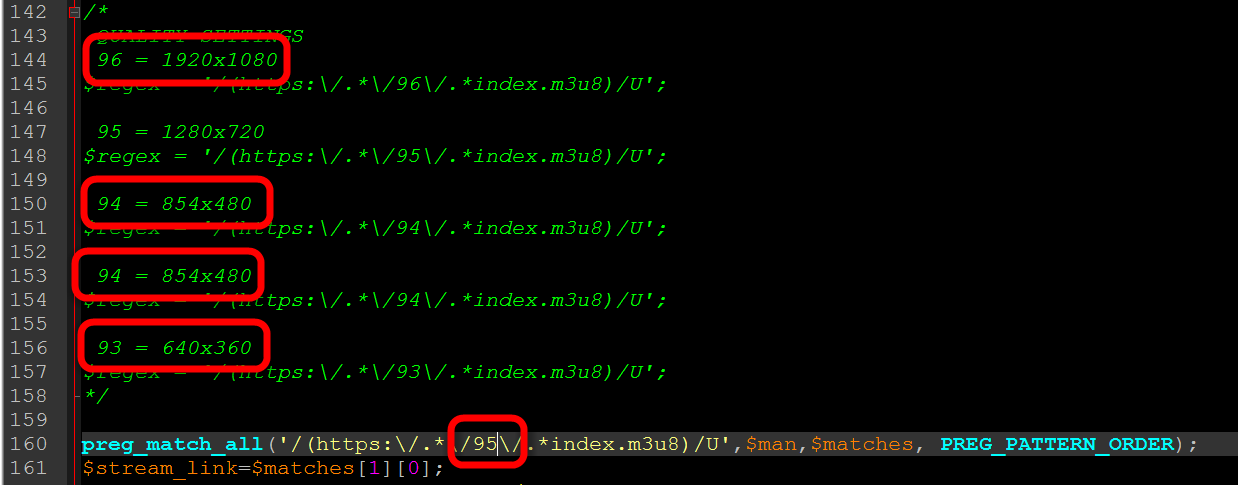 142 /*
143 QUALITY SETTINGS
144 96 = 1920x1080
145 $regex = '/(https:\/.*\/96\/.*index.m3u8)/U';
146
147 95 = 1280x720
148 $regex = '/(https:\/.*\/95\/.*index.m3u8)/U';
149
150 94 = 854x480
151 $regex = '/(https:\/.*\/94\/.*index.m3u8)/U';
152
153 94 = 854x480
154 $regex = '/(https:\/.*\/94\/.*index.m3u8)/U';
155
156 93 = 640x360
157 $regex = '/(https:\/.*\/93\/.*index.m3u8)/U';
158 */
159
160 preg_match_all('/(https:\/.*\/95\/.*index.m3u8)/U',$man,$matches, PREG_PATTERN_ORDER);
161 $stream_link=$matches[1][0];